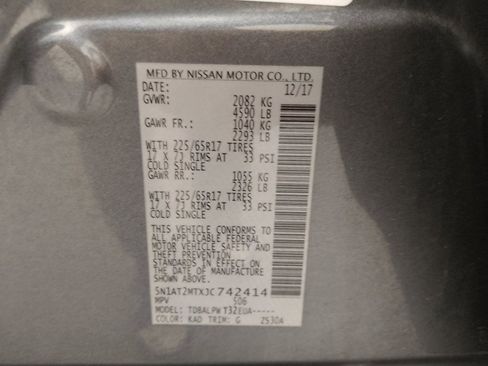 MFD BY NISSAN MOTOR CO., LTD.
DATE: 12/17
GVWR: 2082 KG
4590 LB
GAWR FR.: 1040 KG
2293 LB
WITH 225/65R17 TIRES
17 X 7J RIMS AT 33 PSI
COLD SINGLE
GAWR RR.: 1055 KG
2326 LB
WITH 225/65R17 TIRES
17 X 7J RIMS AT 33 PSI
COLD SINGLE
THIS VEHICLE CONFORMS TO
ALL APPLICABLE FEDERAL
MOTOR VEHICLE SAFETY AND
THEFT PREVENTION
STANDARDS IN EFFECT ON
THE DATE OF MANUFACTURE
SHOWN ABOVE.
5N1AT2MTXJC742414
MPV 506
MODEL: TDBALPW T32EUA-----
COLOR: KAD TRIM: G ZS30A